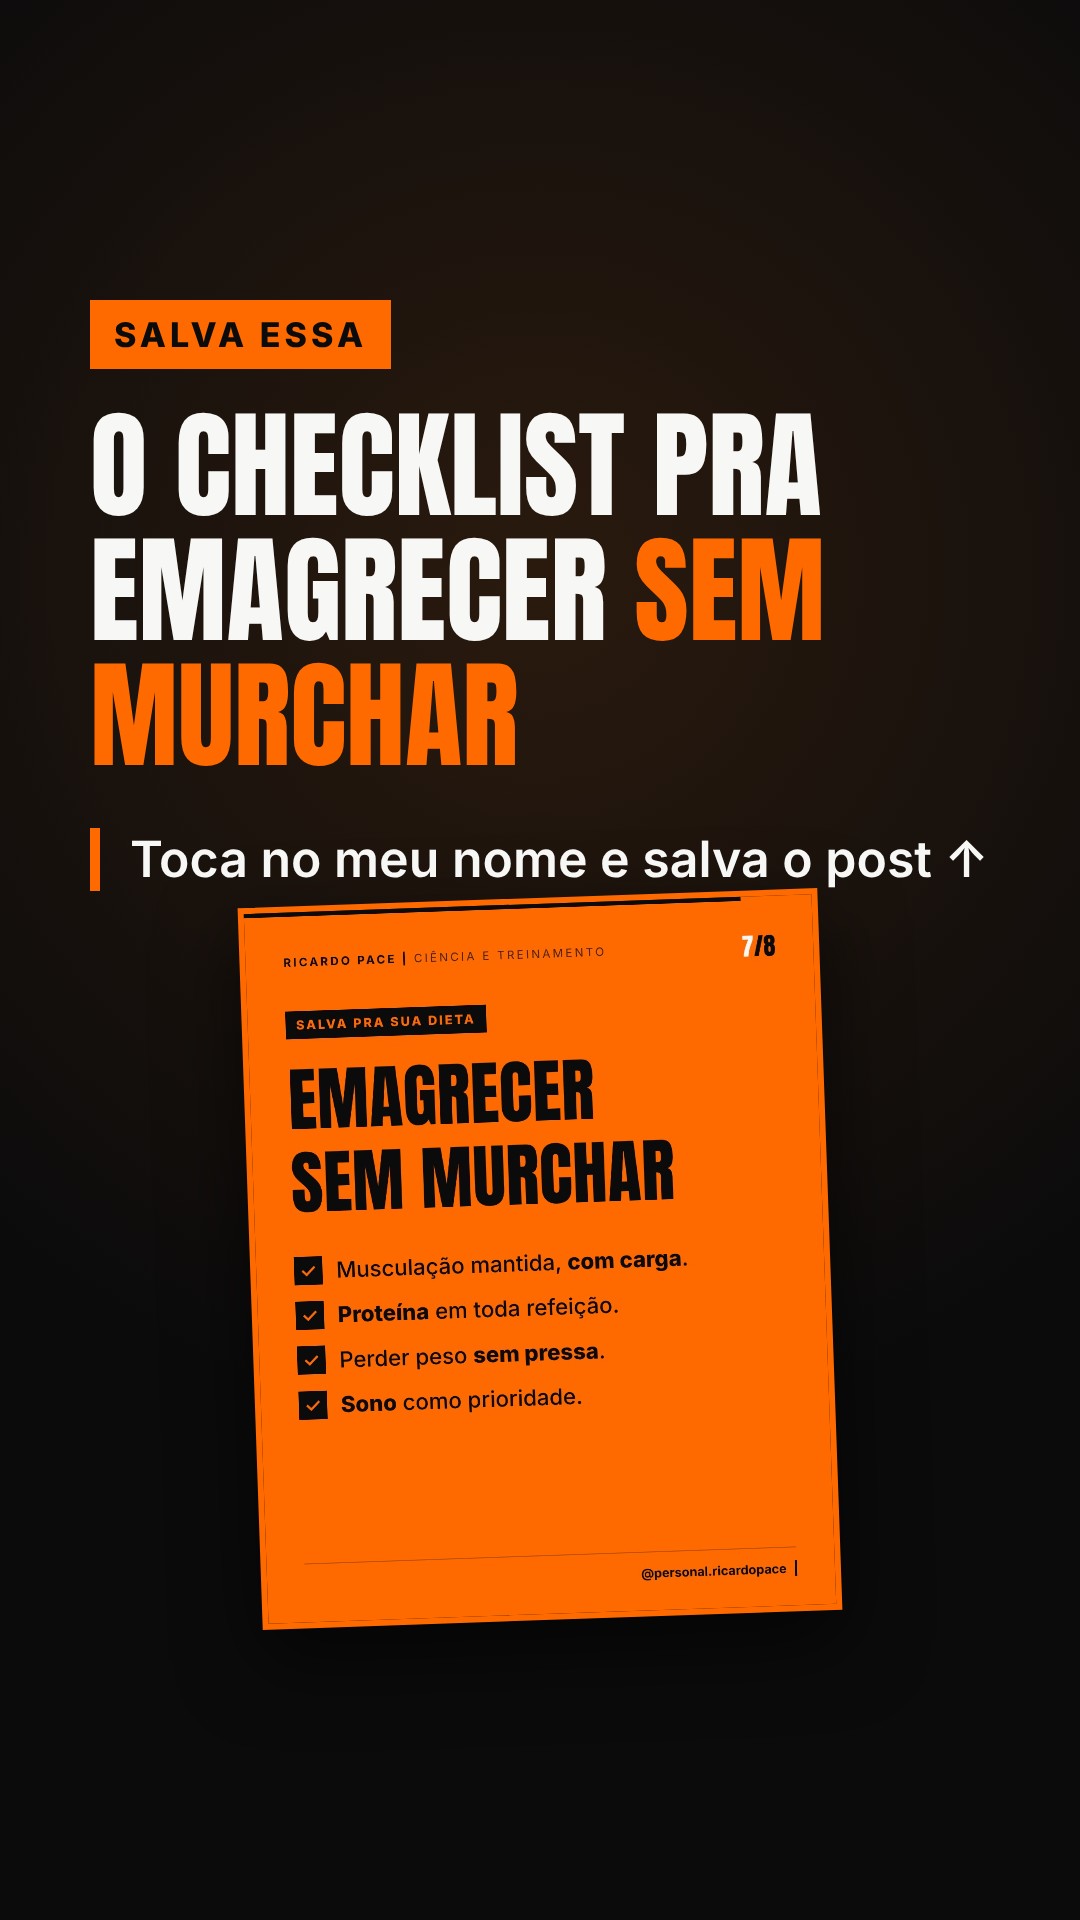 SALVA ESSA
O CHECKLIST PRA
EMAGRECER SEM
MURCHAR
Toca no meu nome e salva o post ↑
RICARDO PACE | CIÊNCIA E TREINAMENTO
7/8
SALVA PRA SUA DIETA
EMAGRECER
SEM MURCHAR
Musculação mantida, com carga.
Proteína em toda refeição.
Perder peso sem pressa.
Sono como prioridade.
@personal.ricardopace